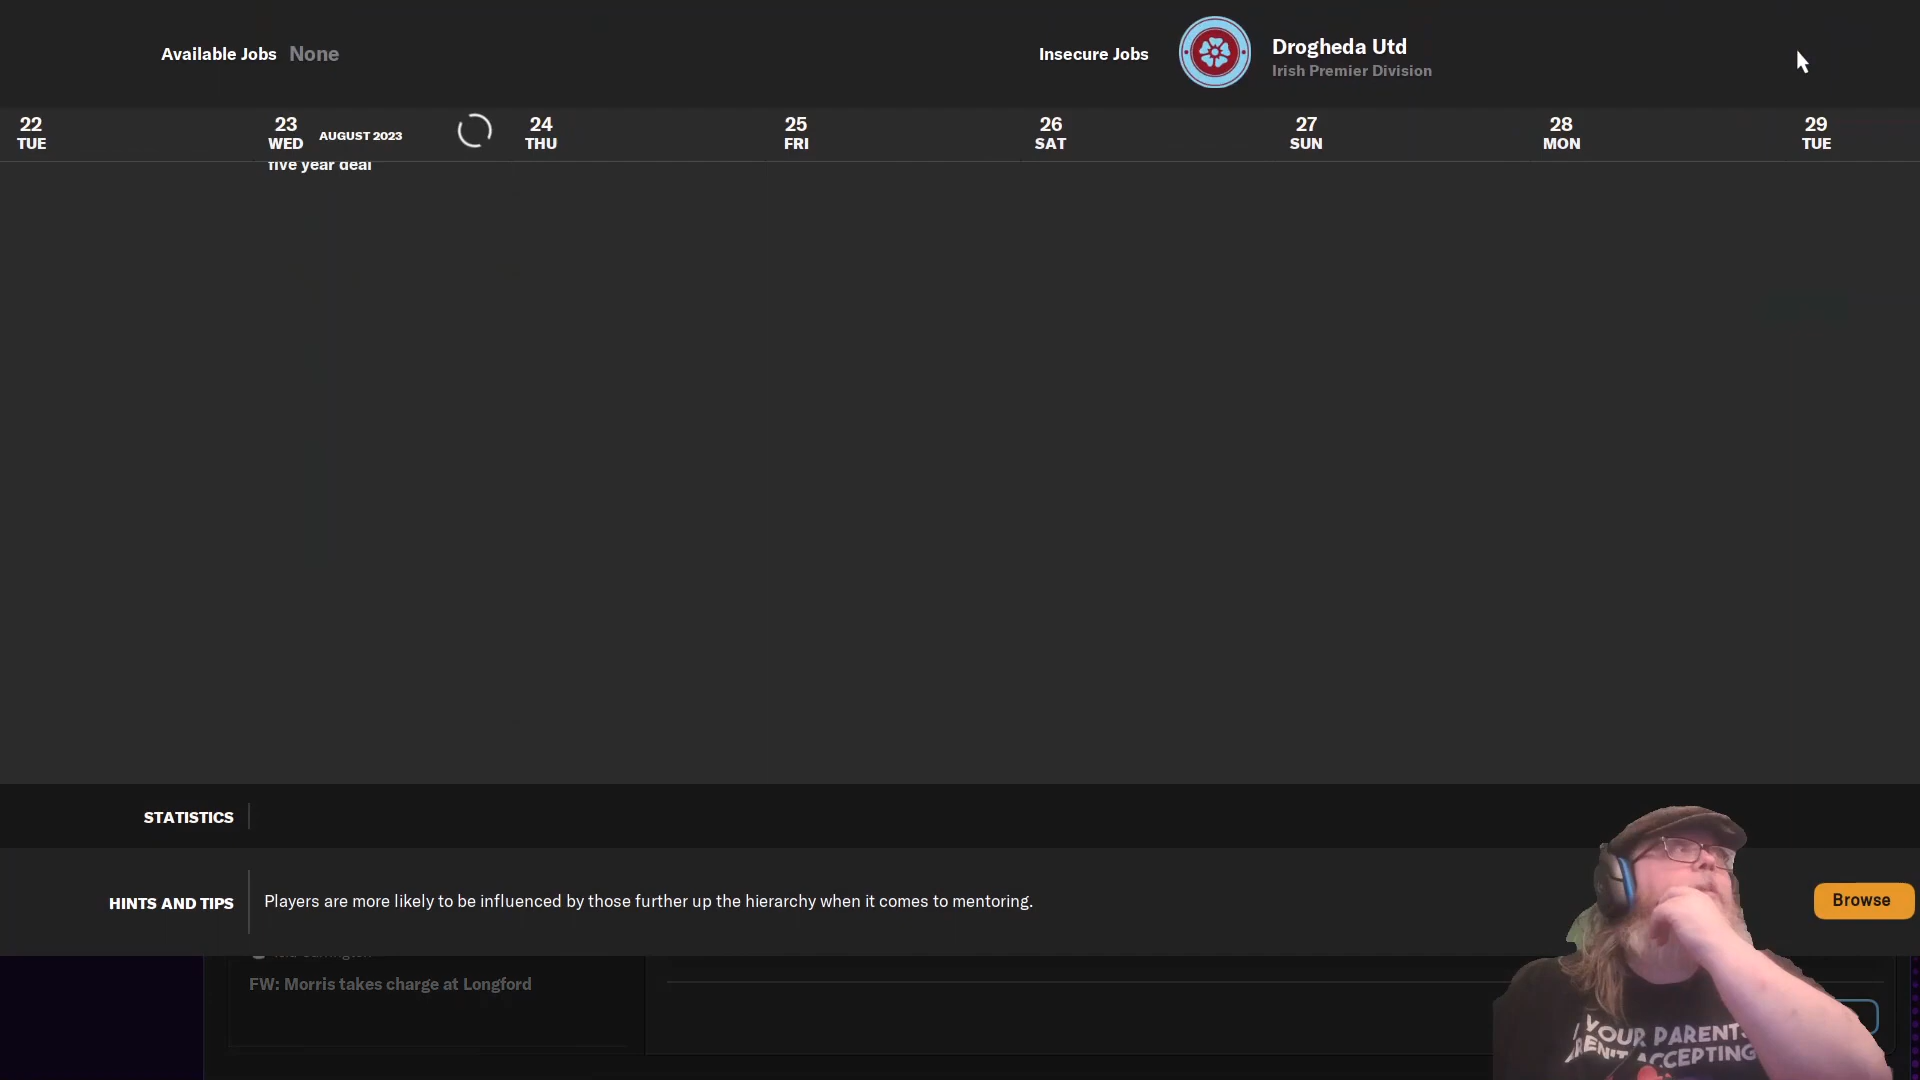 Available Jobs None
Insecure Jobs
Drogheda Utd
Irish Premier Division
22
TUE
23
WED
AUGUST 2023
24
THU
25
FRI
26
SAT
27
SUN
28
MON
29
TUE
five year deal
STATISTICS
HINTS AND TIPS
Players are more likely to be influenced by those further up the hierarchy when it comes to mentoring.
Browse
FW: Morris takes charge at Longford
YOUR PARENTS
AREN'T ACCEPTING